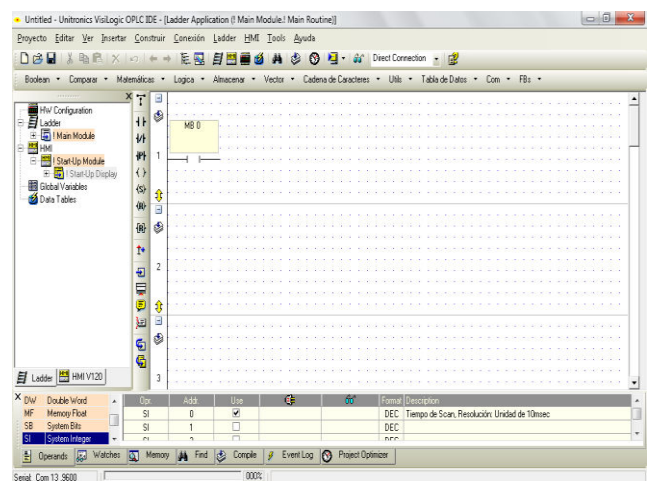 Untitled - Unitronics VisiLogic OPLC IDE - [Ladder Application (! Main Module:! Main Routine)]
Proyecto Editar Ver Insertar Construir Conexión Ladder HMI Tools Ayuda
Direct Connection
Boolean Comparar Matemáticas Logica Almacenar Vector Cadena de Caracteres Utils Tabla de Datos Com FBs
HW Configuration
Ladder
! Main Module
HMI
! Start-Up Module
! Start-Up Display
Global Variables
Data Tables
MB 0
1
2
3
Ladder HMI V120
DW Double Word
MF Memory Float
SB System Bits
SI System Integer
Opr. Addr. Use Format Description
SI 0 DEC Tiempo de Scan, Resolución: Unidad de 10msec
SI 1 DEC
SI 2 DEC
Operands Watches Memory Find Compile Event Log Project Optimizer
Serial: Com 13 ,9600 000%